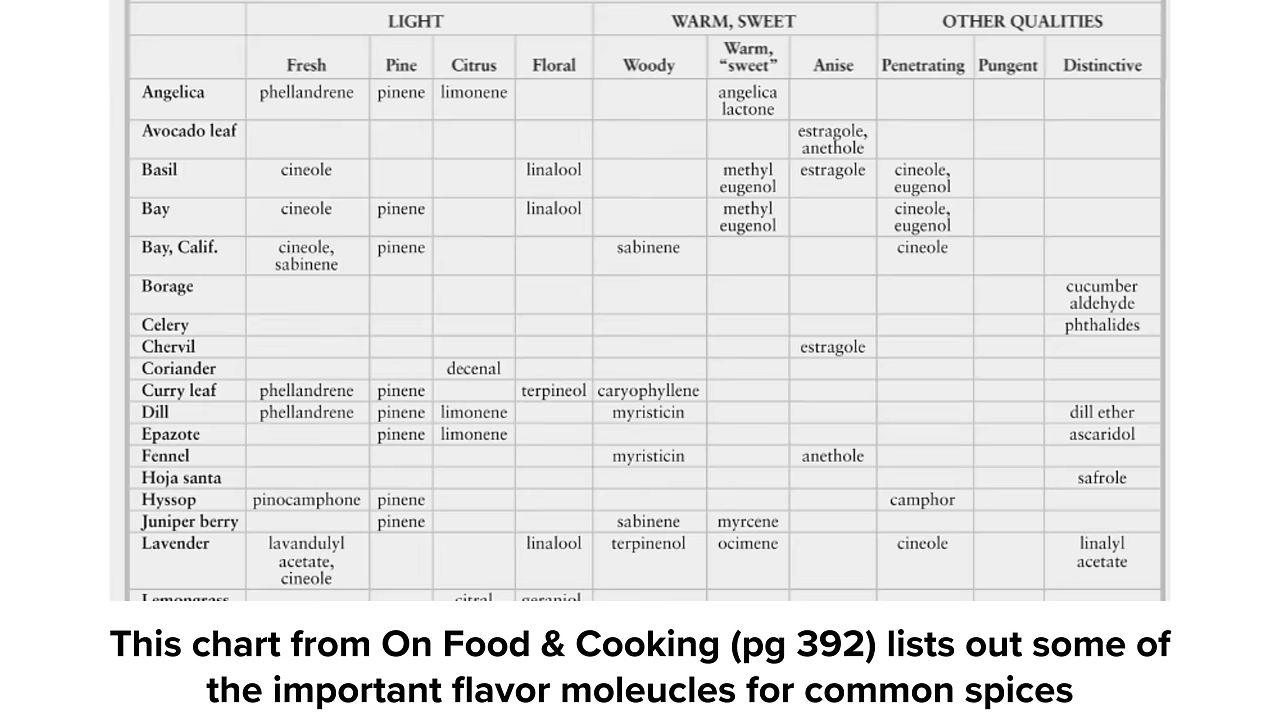 LIGHT WARM, SWEET OTHER QUALITIES
Fresh Pine Citrus Floral Woody Warm, "sweet" Anise Penetrating Pungent Distinctive
Angelica phellandrene pinene limonene angelica lactone
Avocado leaf estragole, anethole
Basil cineole linalool methyl eugenol estragole cineole, eugenol
Bay cineole pinene linalool methyl eugenol cineole, eugenol
Bay, Calif. cineole, sabinene pinene sabinene cineole
Borage cucumber aldehyde
Celery phthalides
Chervil estragole
Coriander decenal
Curry leaf phellandrene pinene terpineol caryophyllene
Dill phellandrene pinene limonene myristicin dill ether
Epazote pinene limonene ascaridol
Fennel myristicin anethole
Hoja santa safrole
Hyssop pinocamphone pinene camphor
Juniper berry pinene sabinene myrcene
Lavender lavandulyl acetate, cineole linalool terpinenol ocimene cineole linalyl acetate
Lemongrass citral geraniol
This chart from On Food & Cooking (pg 392) lists out some of
the important flavor moleucles for common spices